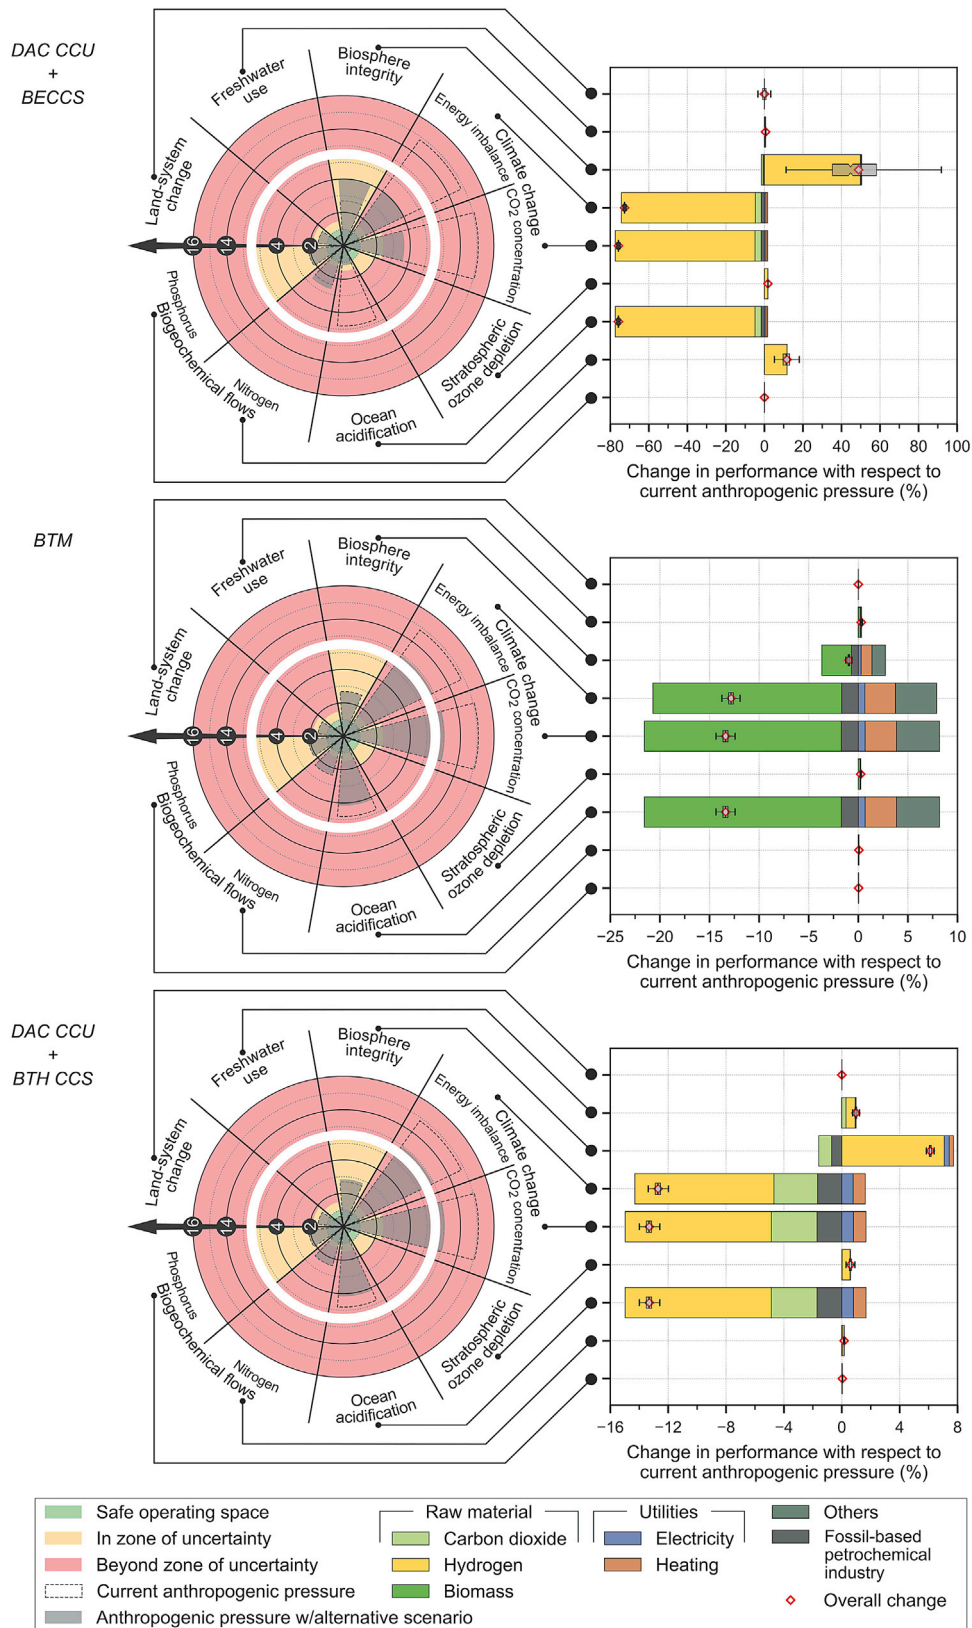 DAC CCU
+
BECCS
Freshwater
use
Biosphere
integrity
Energy imbalance
CO2 concentration
Climate change
Land-system
change
16
14
4
2
Phosphorus
Biogeochemical flows
Nitrogen
Ocean
acidification
Stratospheric
ozone depletion
−80 −60 −40 −20 0 20 40 60 80 100
Change in performance with respect to
current anthropogenic pressure (%)
BTM
Freshwater
use
Biosphere
integrity
Energy imbalance
CO2 concentration
Climate change
Land-system
change
16
14
4
2
Phosphorus
Biogeochemical flows
Nitrogen
Ocean
acidification
Stratospheric
ozone depletion
−25 −20 −15 −10 −5 0 5 10
Change in performance with respect to
current anthropogenic pressure (%)
DAC CCU
+
BTH CCS
Freshwater
use
Biosphere
integrity
Energy imbalance
CO2 concentration
Climate change
Land-system
change
16
14
4
2
Phosphorus
Biogeochemical flows
Nitrogen
Ocean
acidification
Stratospheric
ozone depletion
−16 −12 −8 −4 0 4 8
Change in performance with respect to
current anthropogenic pressure (%)
Safe operating space
In zone of uncertainty
Beyond zone of uncertainty
Current anthropogenic pressure
Anthropogenic pressure w/alternative scenario
Raw material
Carbon dioxide
Hydrogen
Biomass
Utilities
Electricity
Heating
Others
Fossil-based
petrochemical
industry
Overall change